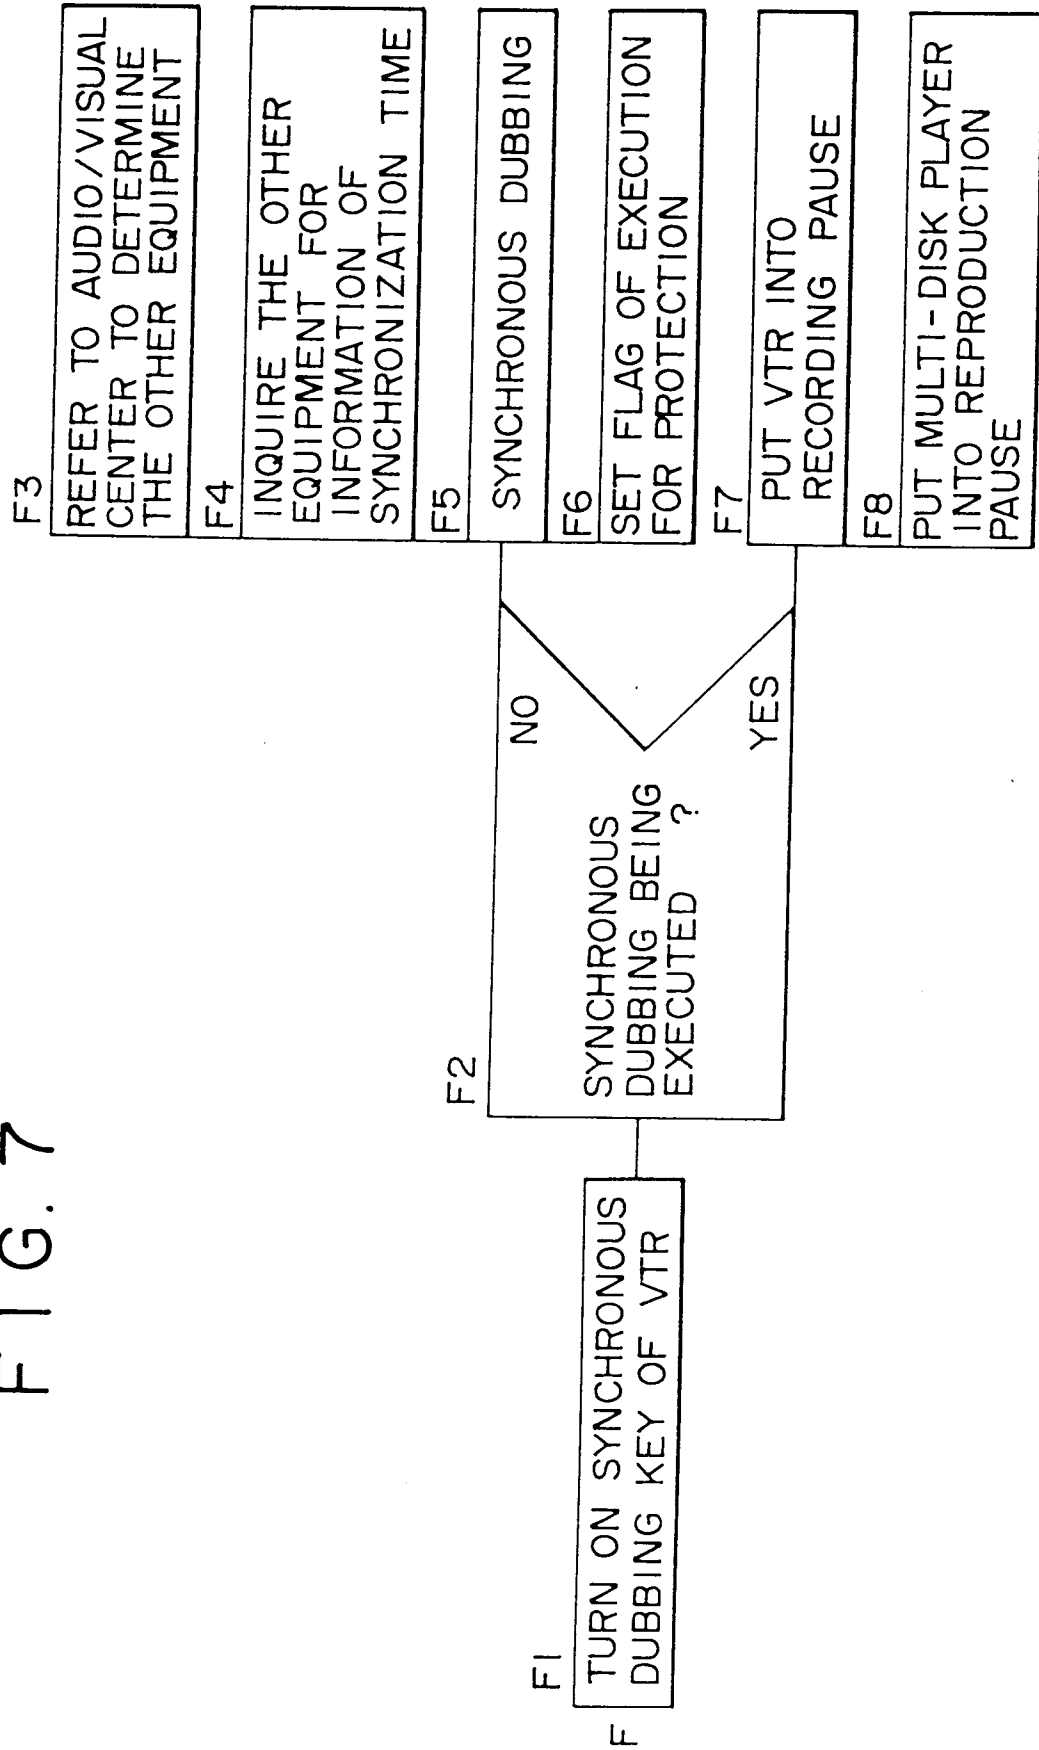 FIG. 7
F
F1
TURN ON SYNCHRONOUS
DUBBING KEY OF VTR
F2
SYNCHRONOUS
DUBBING BEING
EXECUTED ?
NO
YES
F3
REFER TO AUDIO/VISUAL
CENTER TO DETERMINE
THE OTHER EQUIPMENT
F4
INQUIRE THE OTHER
EQUIPMENT FOR
INFORMATION OF
SYNCHRONIZATION TIME
F5
SYNCHRONOUS DUBBING
F6
SET FLAG OF EXECUTION
FOR PROTECTION
F7
PUT VTR INTO
RECORDING PAUSE
F8
PUT MULTI-DISK PLAYER
INTO REPRODUCTION
PAUSE